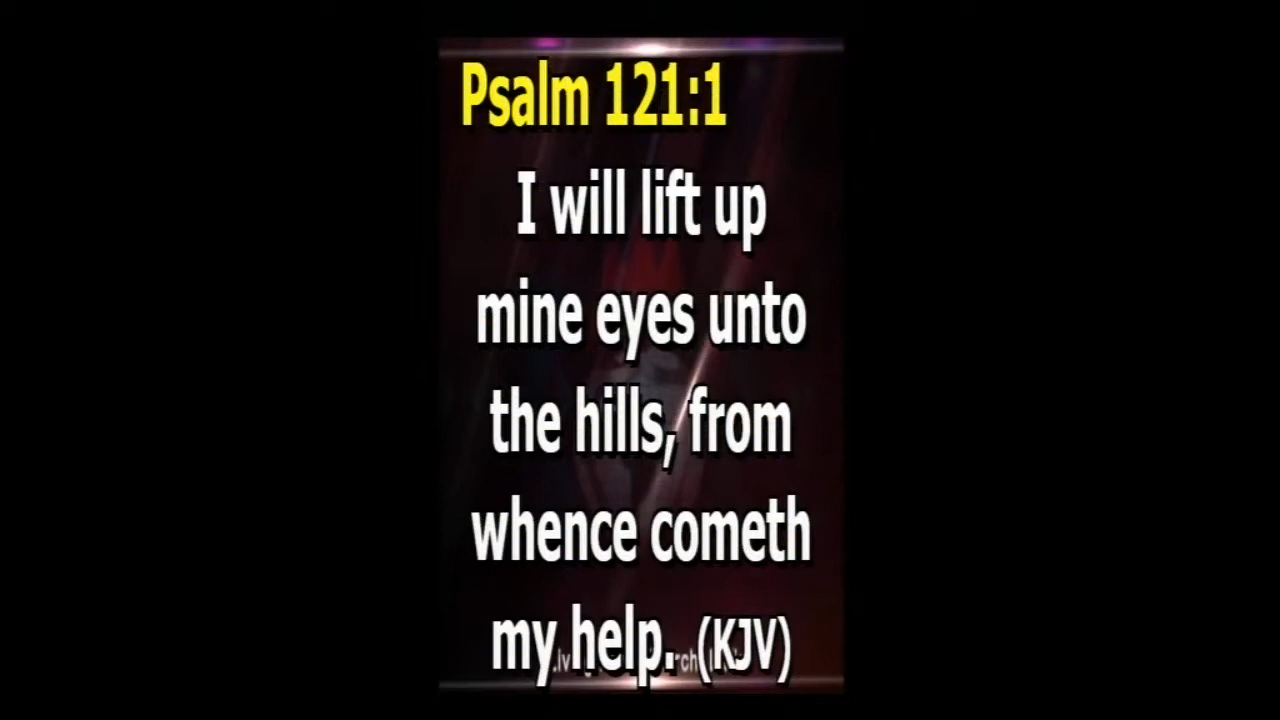 Psalm 121:1
I will lift up
mine eyes unto
the hills, from
whence cometh
my help. (KJV)